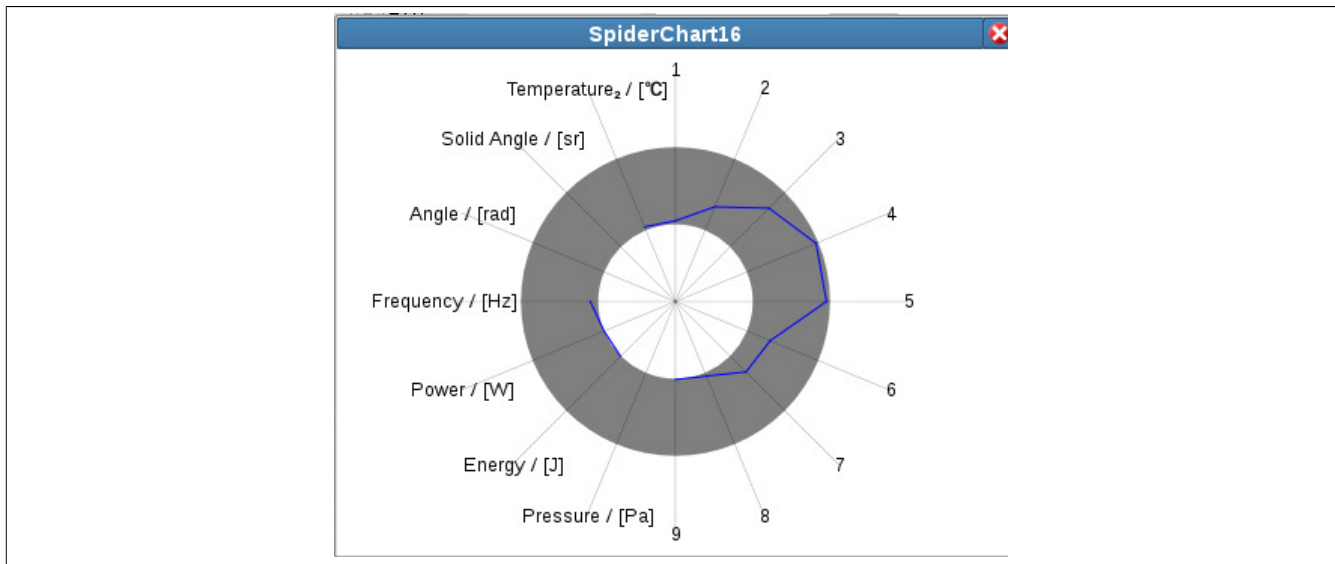 SpiderChart16
1
Temperature₂ / [℃]
2
Solid Angle / [sr]
3
Angle / [rad]
4
Frequency / [Hz]
5
Power / [W]
6
Energy / [J]
7
Pressure / [Pa]
8
9